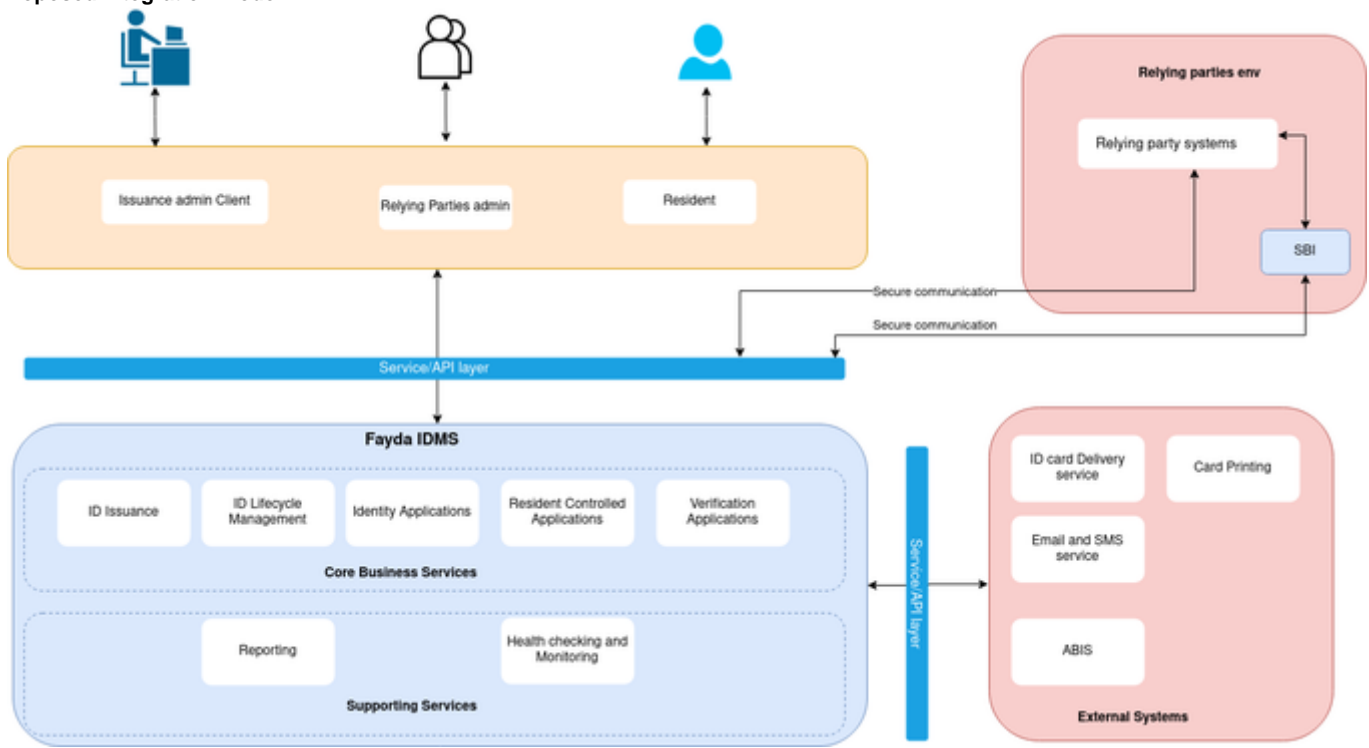 Relying parties env
Relying party systems
SBI
Issuance admin Client
Relying Parties admin
Resident
Secure communication
Secure communication
Service/API layer
Fayda IDMS
ID Issuance
ID Lifecycle
Management
Identity Applications
Resident Controlled
Applications
Verification
Applications
Core Business Services
Reporting
Health checking and
Monitoring
Supporting Services
Service/API layer
ID card Delivery
service
Card Printing
Email and SMS
service
ABIS
External Systems